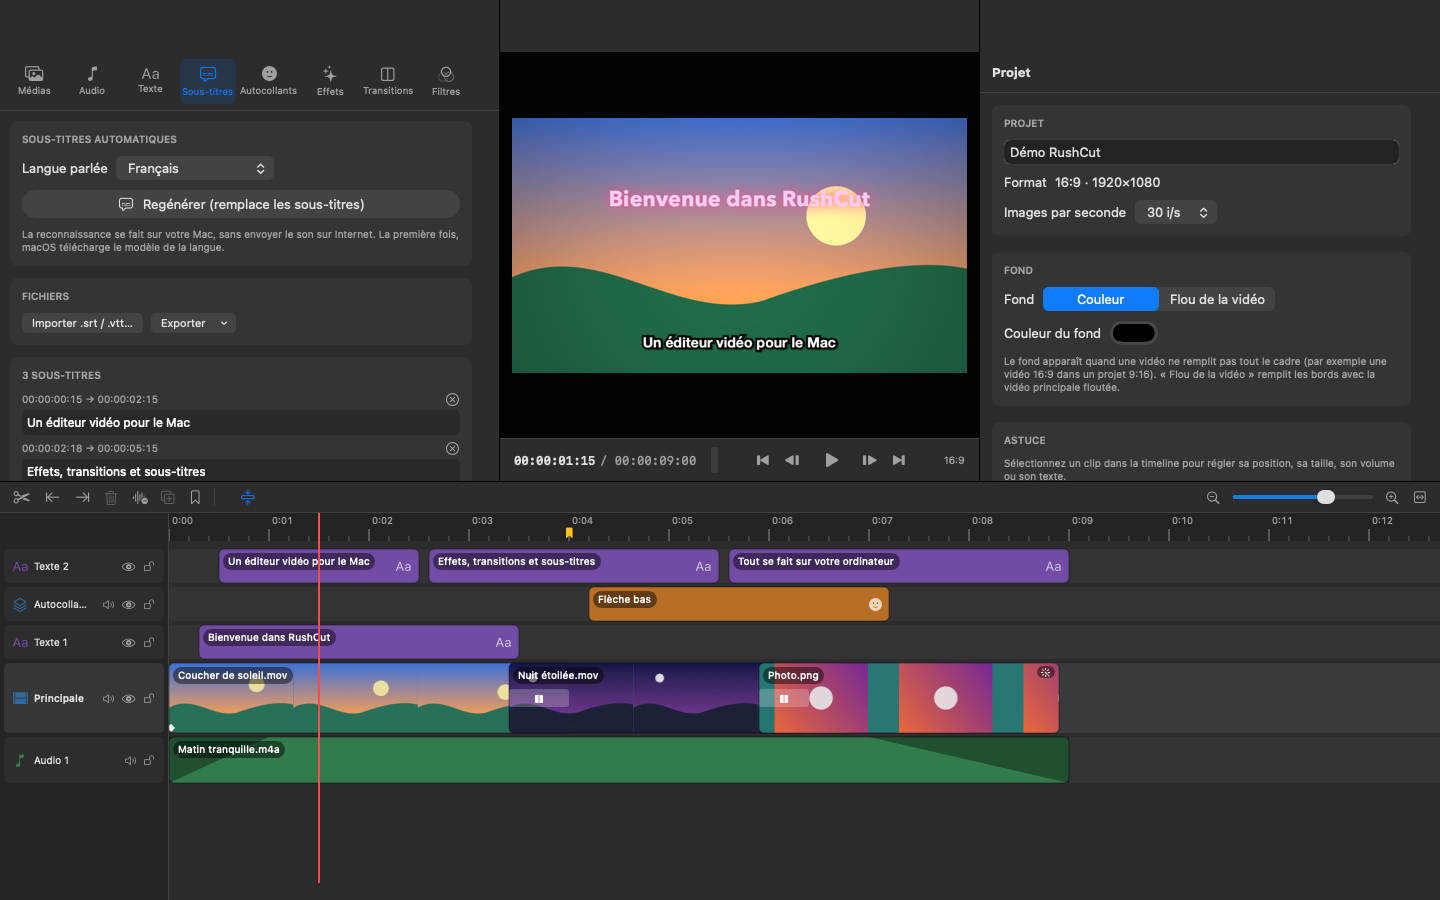 Médias
Audio
Aa
Texte
Sous-titres
Autocollants
Effets
Transitions
Filtres
SOUS-TITRES AUTOMATIQUES
Langue parlée
Français
Regénérer (remplace les sous-titres)
La reconnaissance se fait sur votre Mac, sans envoyer le son sur Internet. La première fois,
macOS télécharge le modèle de la langue.
FICHIERS
Importer .srt / .vtt...
Exporter
3 SOUS-TITRES
00:00:00:15 → 00:00:02:15
Un éditeur vidéo pour le Mac
00:00:02:18 → 00:00:05:15
Effets, transitions et sous-titres
Bienvenue dans RushCut
Un éditeur vidéo pour le Mac
00:00:01:15 / 00:00:09:00
16:9
Projet
PROJET
Démo RushCut
Format 16:9 · 1920×1080
Images par seconde
30 i/s
FOND
Fond
Couleur
Flou de la vidéo
Couleur du fond
Le fond apparaît quand une vidéo ne remplit pas tout le cadre (par exemple une
vidéo 16:9 dans un projet 9:16). « Flou de la vidéo » remplit les bords avec la
vidéo principale floutée.
ASTUCE
Sélectionnez un clip dans la timeline pour régler sa position, sa taille, son volume
ou son texte.
0:00 0:01 0:02 0:03 0:04 0:05 0:06 0:07 0:08 0:09 0:10 0:11 0:12
Aa Texte 2
Un éditeur vidéo pour le Mac Aa
Effets, transitions et sous-titres Aa
Tout se fait sur votre ordinateur Aa
Autocolla...
Flèche bas
Aa Texte 1
Bienvenue dans RushCut Aa
Principale
Coucher de soleil.mov
Nuit étoilée.mov
Photo.png
Audio 1
Matin tranquille.m4a